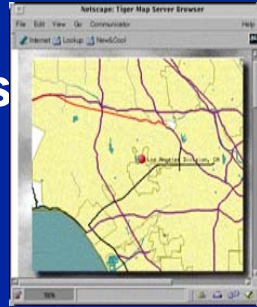 Netscape: Tiger Map Server Browser
File Edit View Go Communicator Help
Internet Lookup New&Cool
s
Los Angeles Division, CA
98%